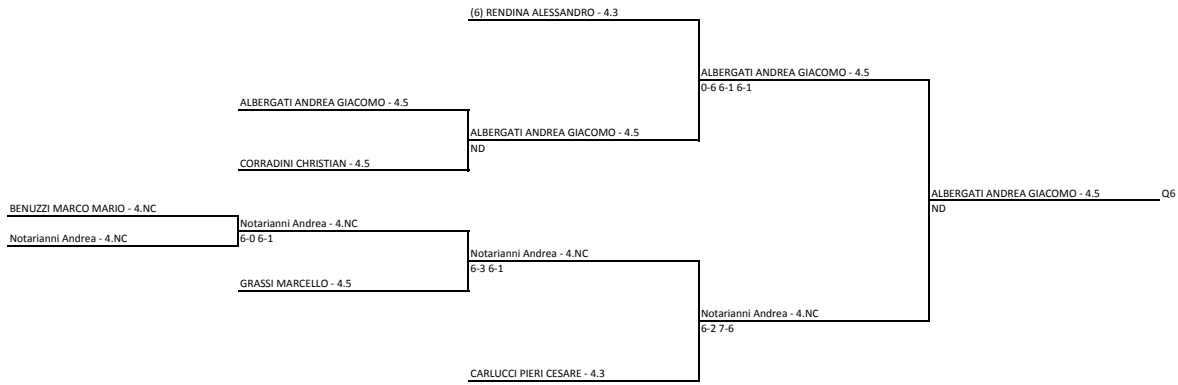 (6) RENDINA ALESSANDRO - 4.3
ALBERGATI ANDREA GIACOMO - 4.5
0-6 6-1 6-1
ALBERGATI ANDREA GIACOMO - 4.5
ALBERGATI ANDREA GIACOMO - 4.5
ND
CORRADINI CHRISTIAN - 4.5
ALBERGATI ANDREA GIACOMO - 4.5 Q6
ND
BENUZZI MARCO MARIO - 4.NC
Notarianni Andrea - 4.NC
6-0 6-1
Notarianni Andrea - 4.NC
Notarianni Andrea - 4.NC
6-3 6-1
GRASSI MARCELLO - 4.5
Notarianni Andrea - 4.NC
6-2 7-6
CARLUCCI PIERI CESARE - 4.3